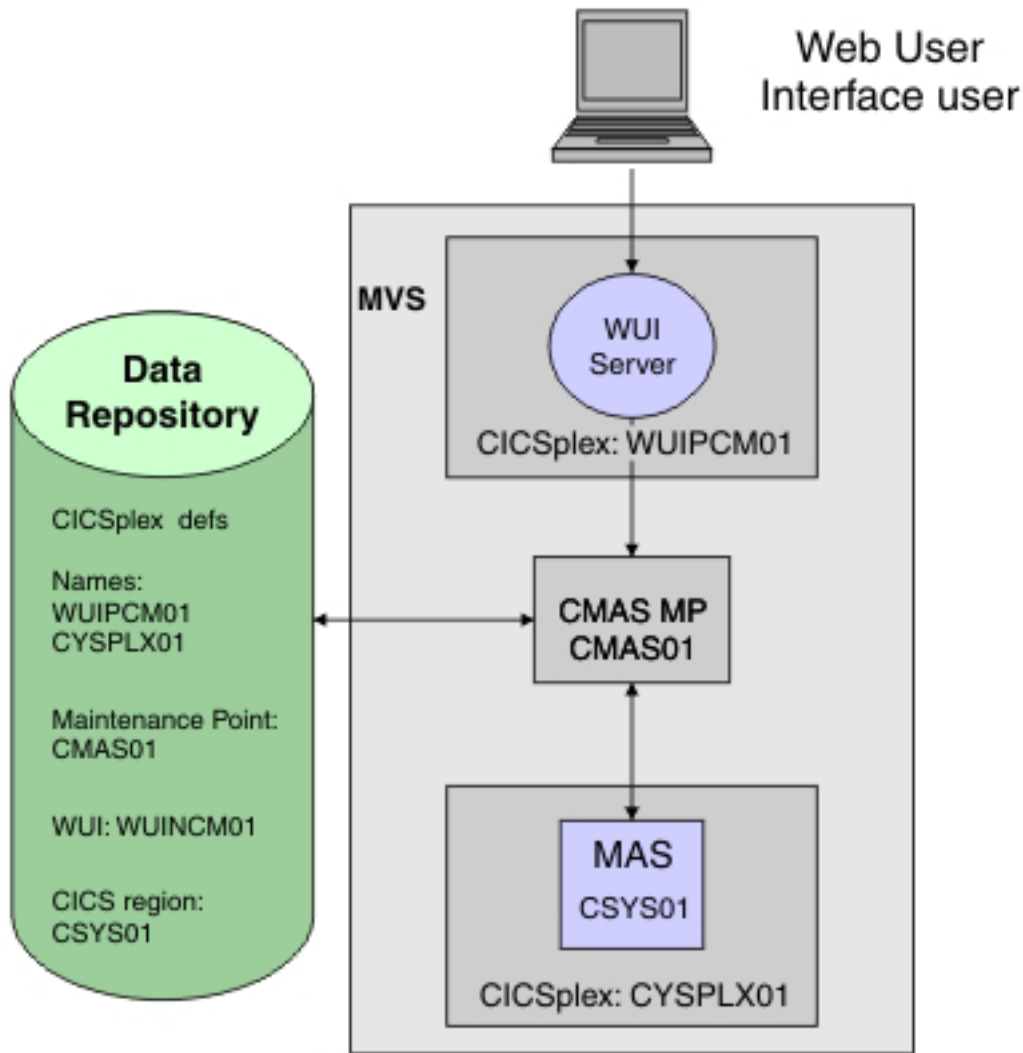 Web User
Interface user
MVS
WUI
Server
CICSplex: WUIPCM01
Data
Repository
CICSplex defs
Names:
WUIPCM01
CYSPLX01
Maintenance Point:
CMAS01
WUI: WUINCM01
CICS region:
CSYS01
CMAS MP
CMAS01
MAS
CSYS01
CICSplex: CYSPLX01